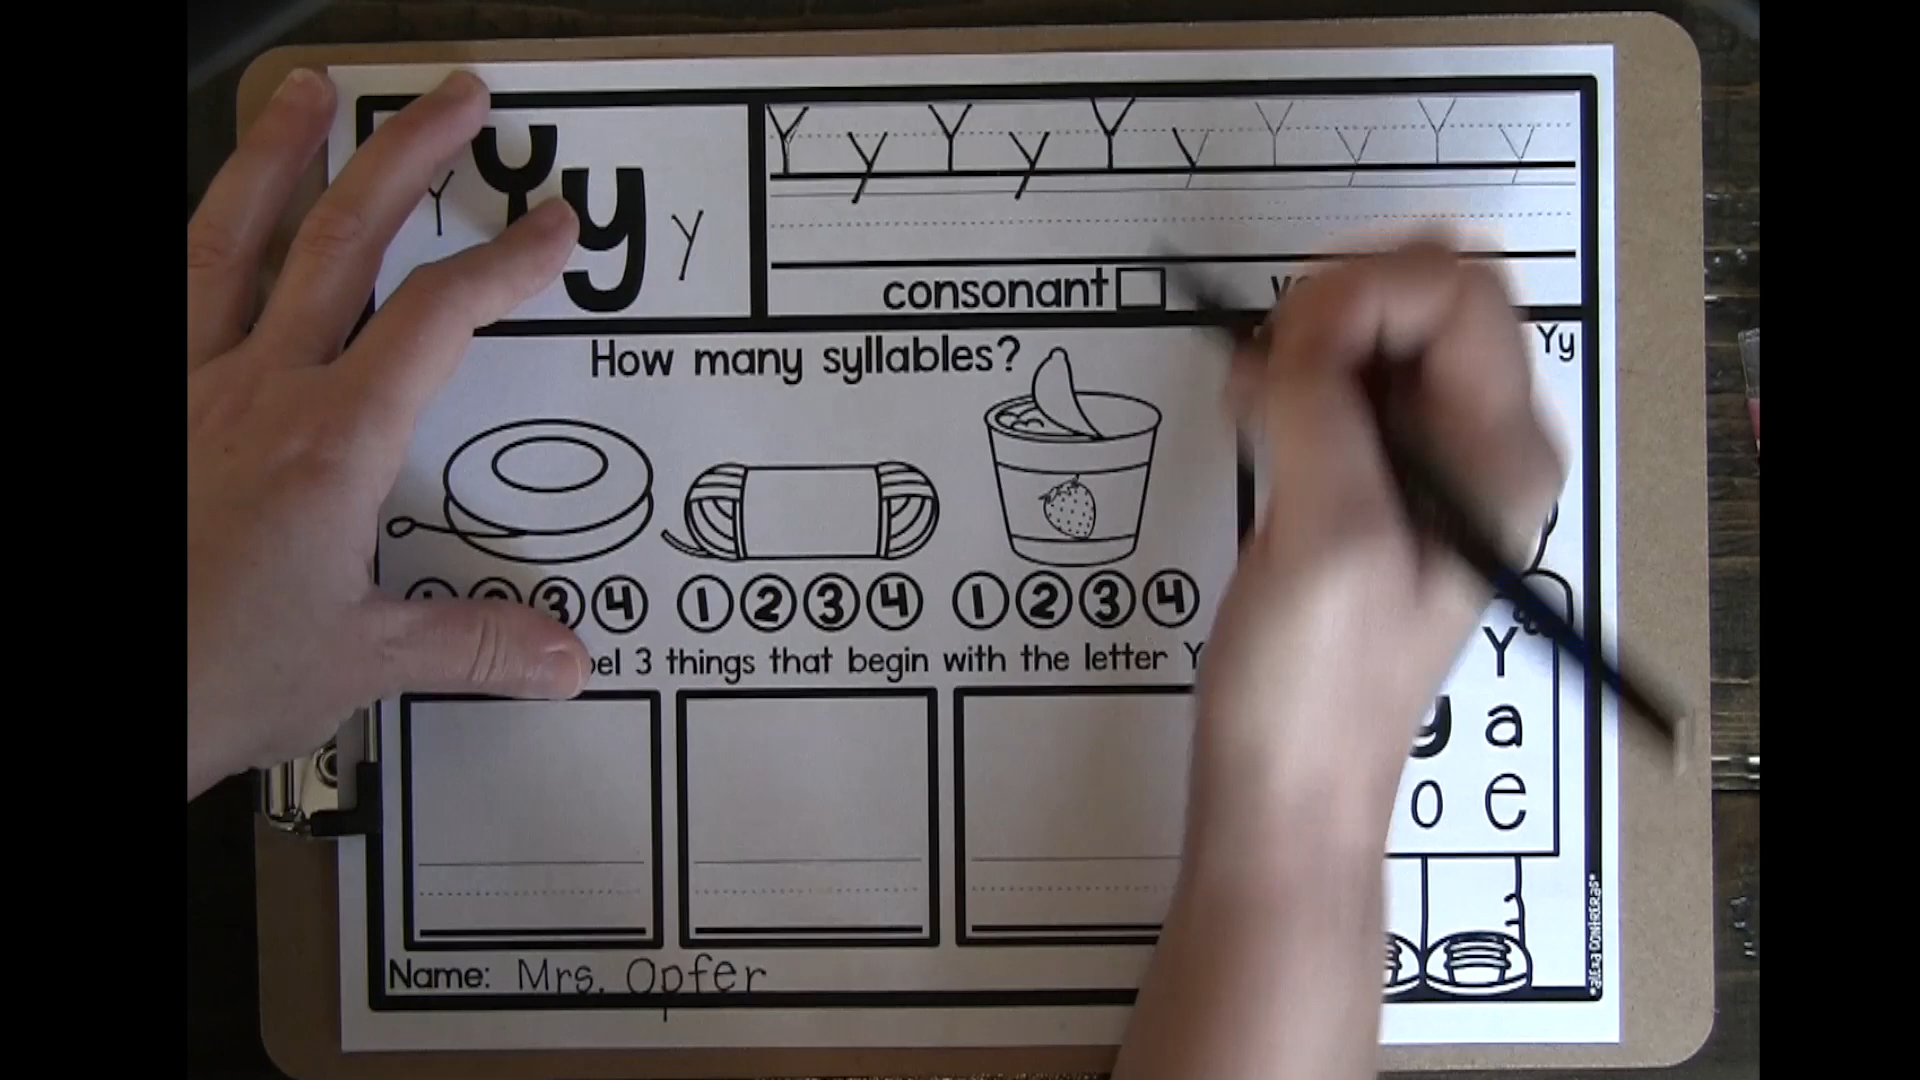 Y Yy y
Y y Y y Y y Y y Y y
consonant
How many syllables?
Yy
3 4 1 2 3 4 1 2 3 4
3 things that begin with the letter Y
Y
y a
o e
Name: Mrs. Opfer